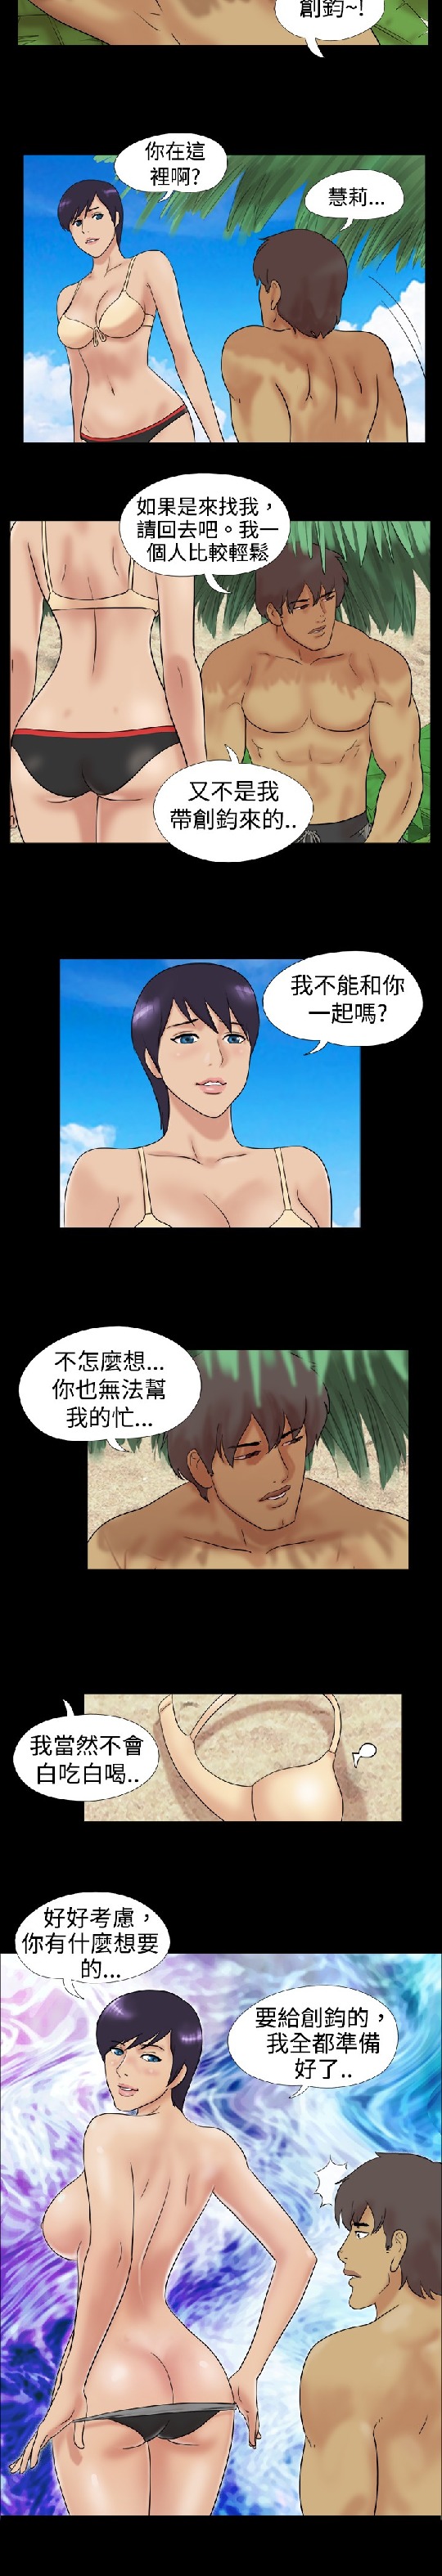 創鈞~!
你在這
裡啊?
慧莉...
如果是來找我，
請回去吧。我一
個人比較輕鬆
又不是我
帶創鈞來的..
我不能和你
一起嗎?
不怎麼想...
你也無法幫
我的忙...
我當然不會
白吃白喝..
好好考慮，
你有什麼想要
的...
要給創鈞的，
我全都準備
好了..